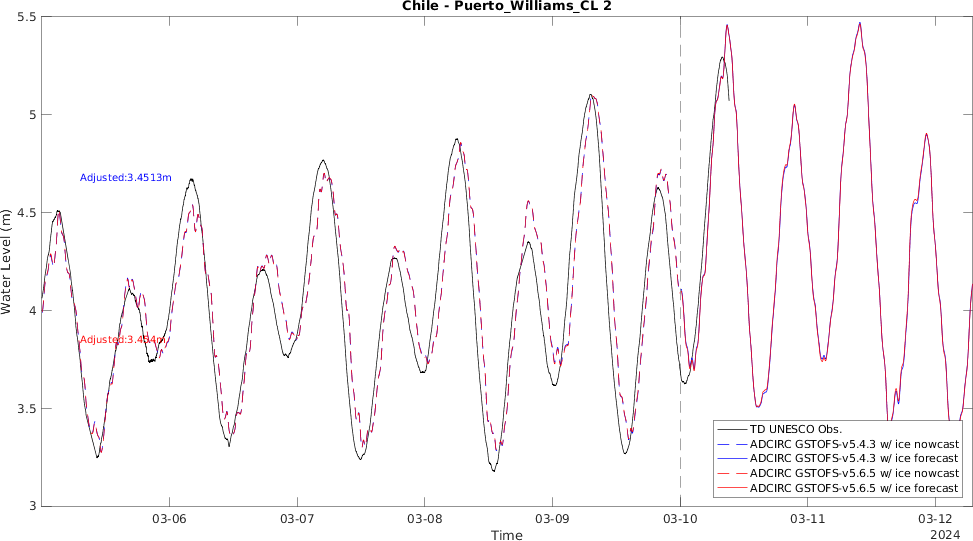 Chile - Puerto_Williams_CL 2
5.5
5
4.5
4
3.5
3
Water Level (m)
Adjusted:3.4513m
Adjusted:3.454m
03-06
03-07
03-08
03-09
03-10
03-11
03-12
Time
2024
TD UNESCO Obs.
ADCIRC GSTOFS-v5.4.3 w/ ice nowcast
ADCIRC GSTOFS-v5.4.3 w/ ice forecast
ADCIRC GSTOFS-v5.6.5 w/ ice nowcast
ADCIRC GSTOFS-v5.6.5 w/ ice forecast